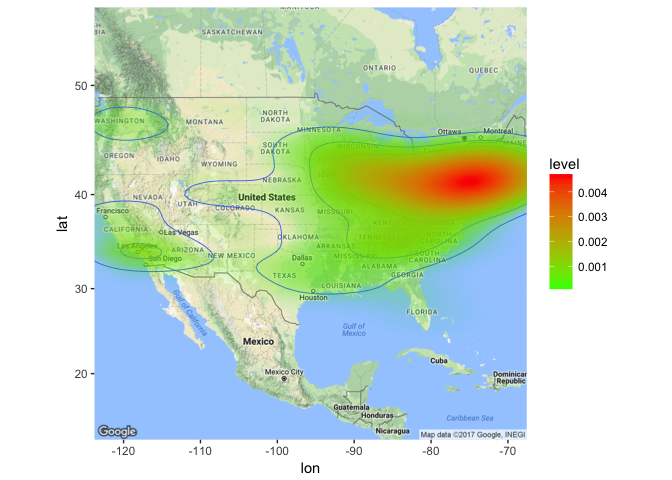 MANITOBA
SASKATCHEWAN
ONTARIO
QUEBEC
50
NORTH
DAKOTA
WASHINGTON
MONTANA
MINNESOTA
Ottawa
Montreal
MAINE
SOUTH
DAKOTA
WISCONSIN
OREGON
IDAHO
WYOMING
level
0.004
0.003
0.002
0.001
NEBRASKA
40
NEVADA
UTAH
United States
COLORADO
KANSAS
MISSOURI
Francisco
CALIFORNIA
Las Vegas
OKLAHOMA
TENNESSEE
NORTH
CAROLINA
Los Angeles
ARIZONA
NEW MEXICO
ARKANSAS
MISSISSIPPI
SOUTH
CAROLINA
San Diego
Dallas
ALABAMA
GEORGIA
TEXAS
LOUISIANA
30
Houston
Gulf of
California
FLORIDA
Gulf of
Mexico
Mexico
Cuba
20
Mexico City
Dominican
Republic
Guatemala
Honduras
Caribbean Sea
Nicaragua
Google
Map data ©2017 Google, INEGI
-120
-110
-100
-90
-80
-70
lon
lat